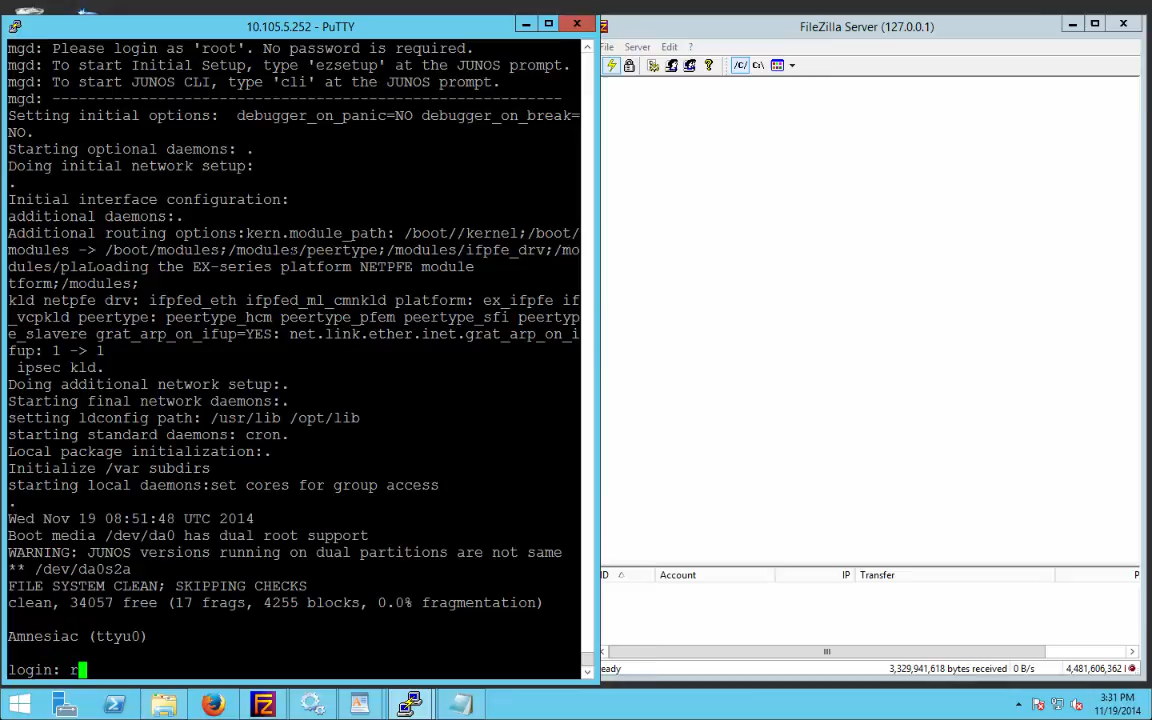 10.105.5.252 - PuTTY
mgd: Please login as 'root'. No password is required.
mgd: To start Initial Setup, type 'ezsetup' at the JUNOS prompt.
mgd: To start JUNOS CLI, type 'cli' at the JUNOS prompt.
mgd: ----------------------------------------------------------
Setting initial options:  debugger_on_panic=NO debugger_on_break=
NO.
Starting optional daemons: .
Doing initial network setup:
.
Initial interface configuration:
additional daemons:.
Additional routing options:kern.module_path: /boot//kernel;/boot/
modules -> /boot/modules;/modules/peertype;/modules/ifpfe_drv;/mo
dules/plaLoading the EX-series platform NETPFE module
tform;/modules;
kld netpfe drv: ifpfed_eth ifpfed_ml_cmnkld platform: ex_ifpfe if
_vcpkld peertype: peertype_hcm peertype_pfem peertype_sfi peertyp
e_slavere grat_arp_on_ifup=YES: net.link.ether.inet.grat_arp_on_i
fup: 1 -> 1
 ipsec kld.
Doing additional network setup:.
Starting final network daemons:.
setting ldconfig path: /usr/lib /opt/lib
starting standard daemons: cron.
Local package initialization:.
Initialize /var subdirs
starting local daemons:set cores for group access
.
Wed Nov 19 08:51:48 UTC 2014
Boot media /dev/da0 has dual root support
WARNING: JUNOS versions running on dual partitions are not same
** /dev/da0s2a
FILE SYSTEM CLEAN; SKIPPING CHECKS
clean, 34057 free (17 frags, 4255 blocks, 0.0% fragmentation)
Amnesiac (ttyu0)
login: r
FileZilla Server (127.0.0.1)
File Server Edit ?
/C/ C:\
ID Account IP Transfer P
eady 3,329,941,618 bytes received 0 B/s 4,481,606,362
3:31 PM
11/19/2014